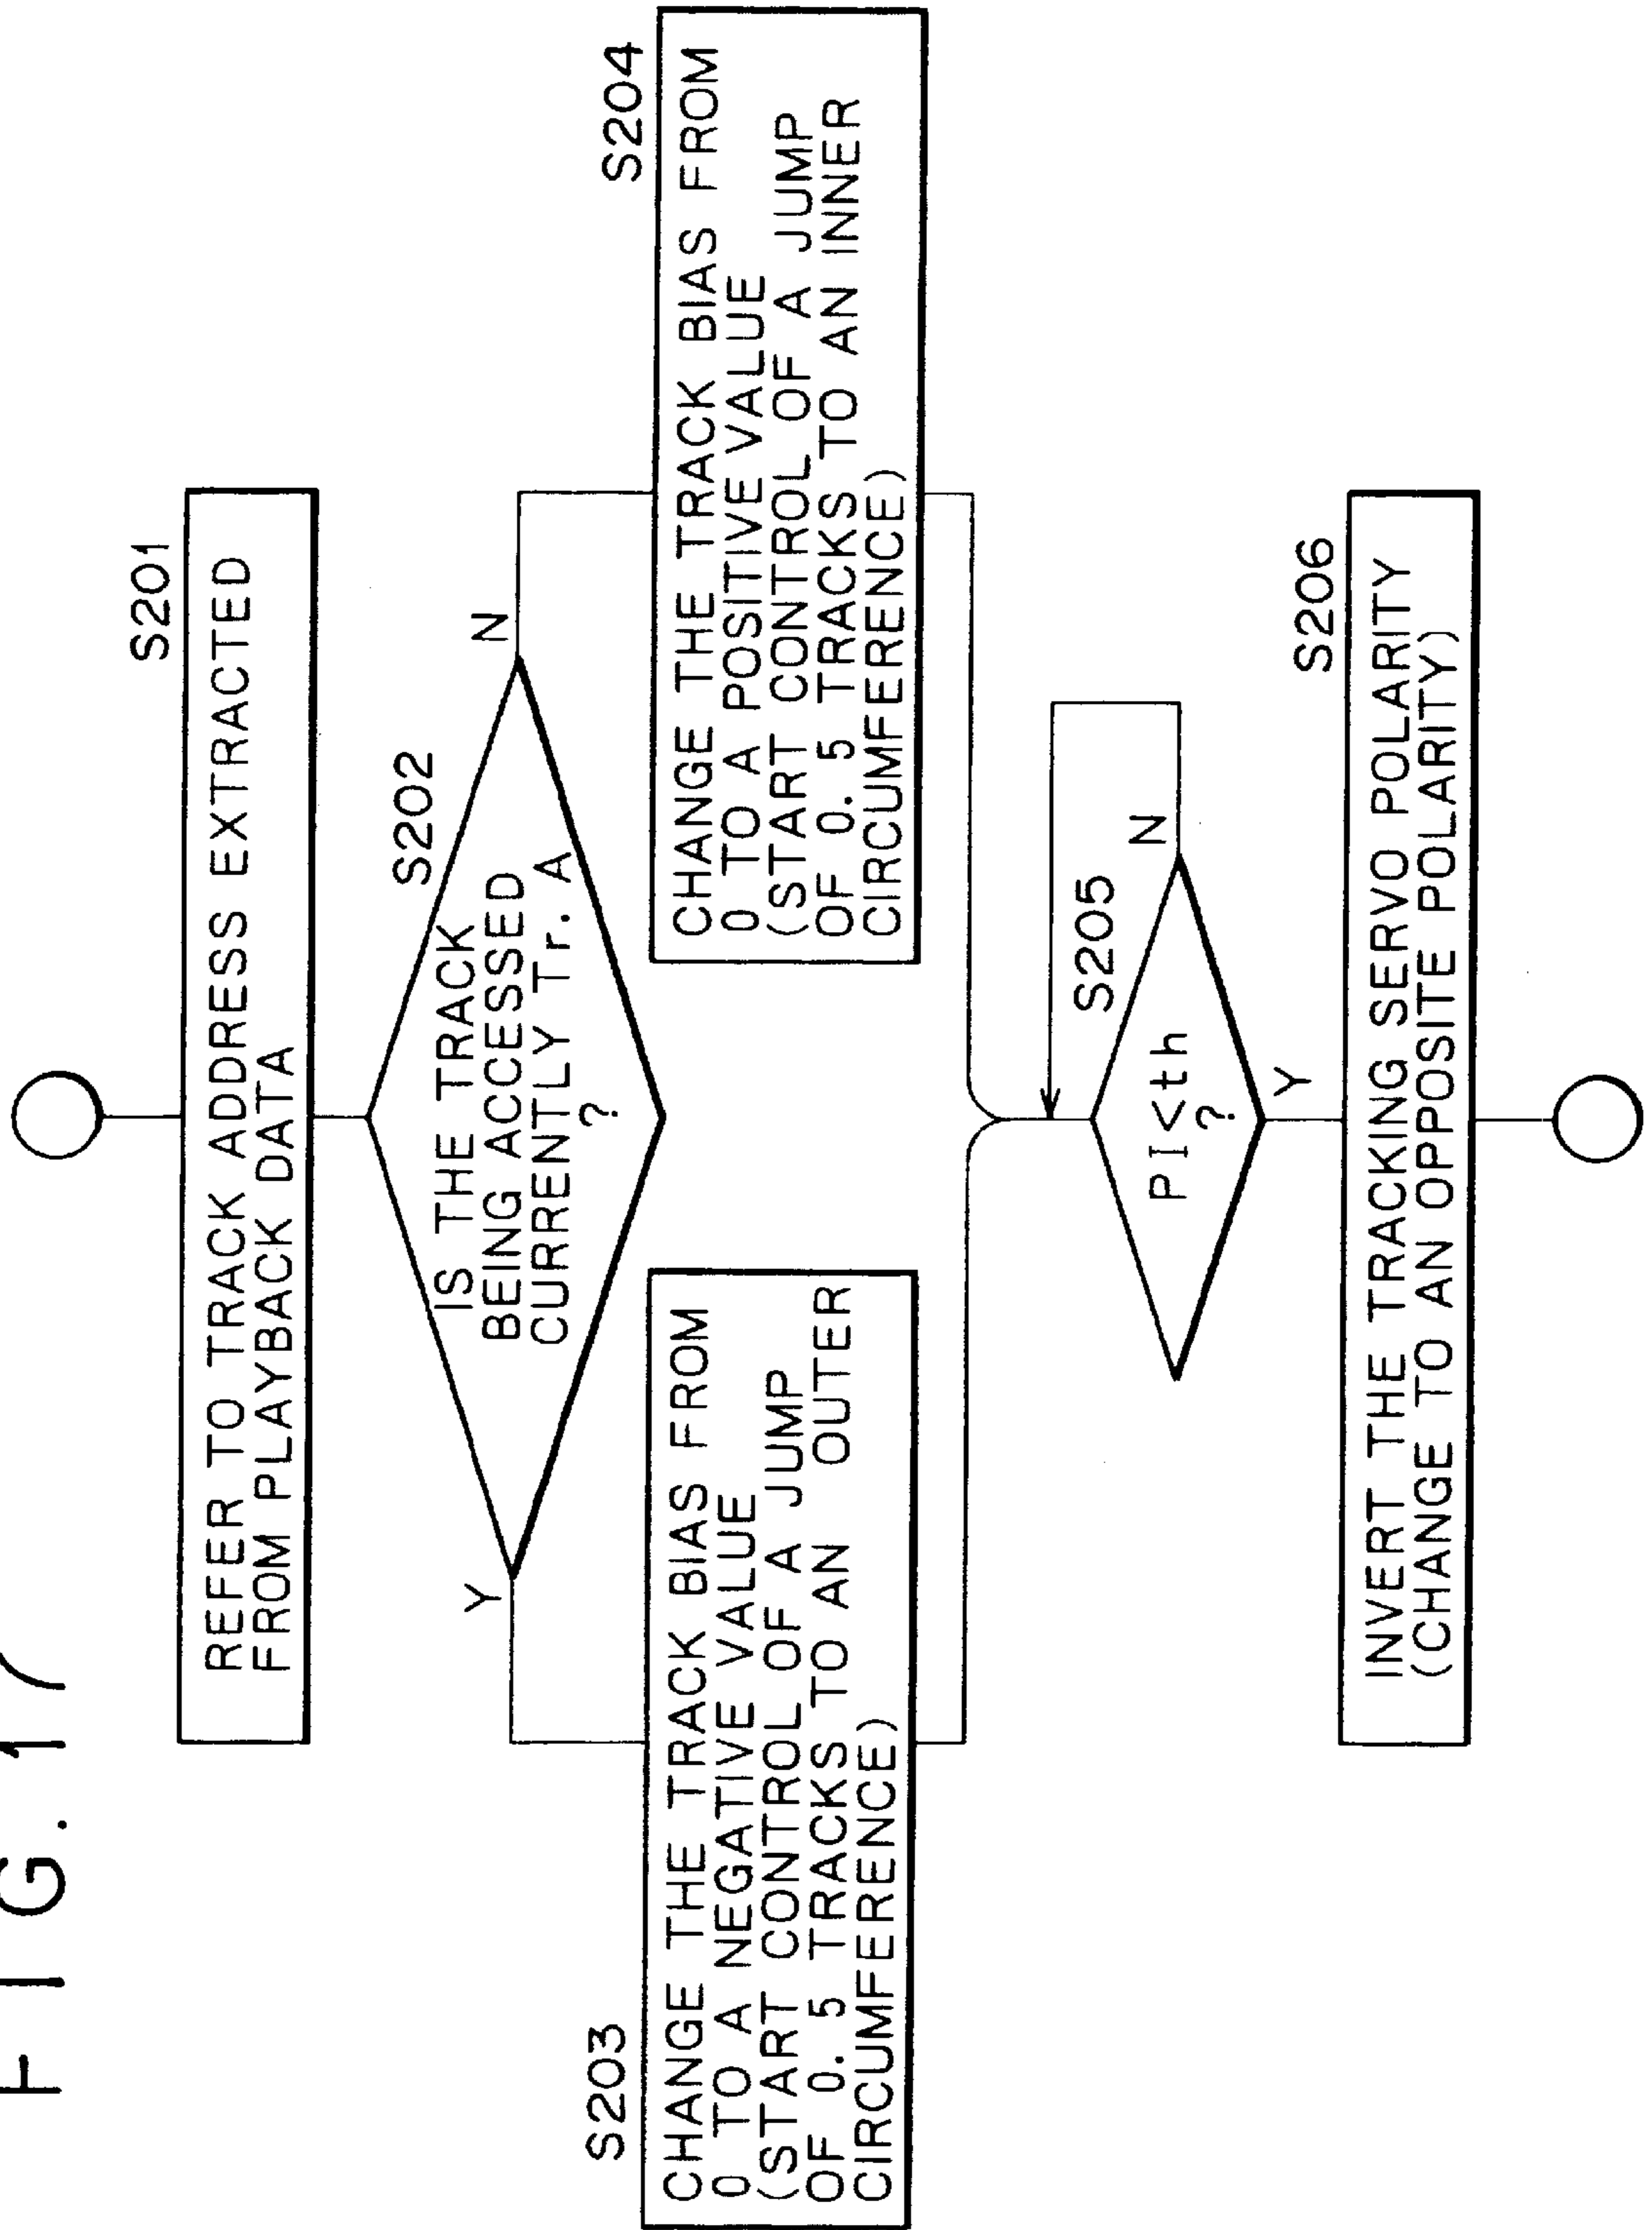 FIG. 17
S201
REFER TO TRACK ADDRESS EXTRACTED
FROM PLAYBACK DATA
S202
IS THE TRACK
BEING ACCESSED
CURRENTLY Tr. A
?
Y
N
S203
CHANGE THE TRACK BIAS FROM
0 TO A NEGATIVE VALUE
(START CONTROL OF A JUMP
OF 0. 5 TRACKS TO AN OUTER
CIRCUMFERENCE)
S204
CHANGE THE TRACK BIAS FROM
0 TO A POSITIVE VALUE
(START CONTROL OF A JUMP
OF 0. 5 TRACKS TO AN INNER
CIRCUMFERENCE)
S205
PI<th
?
N
Y
S206
INVERT THE TRACKING SERVO POLARITY
(CHANGE TO AN OPPOSITE POLARITY)